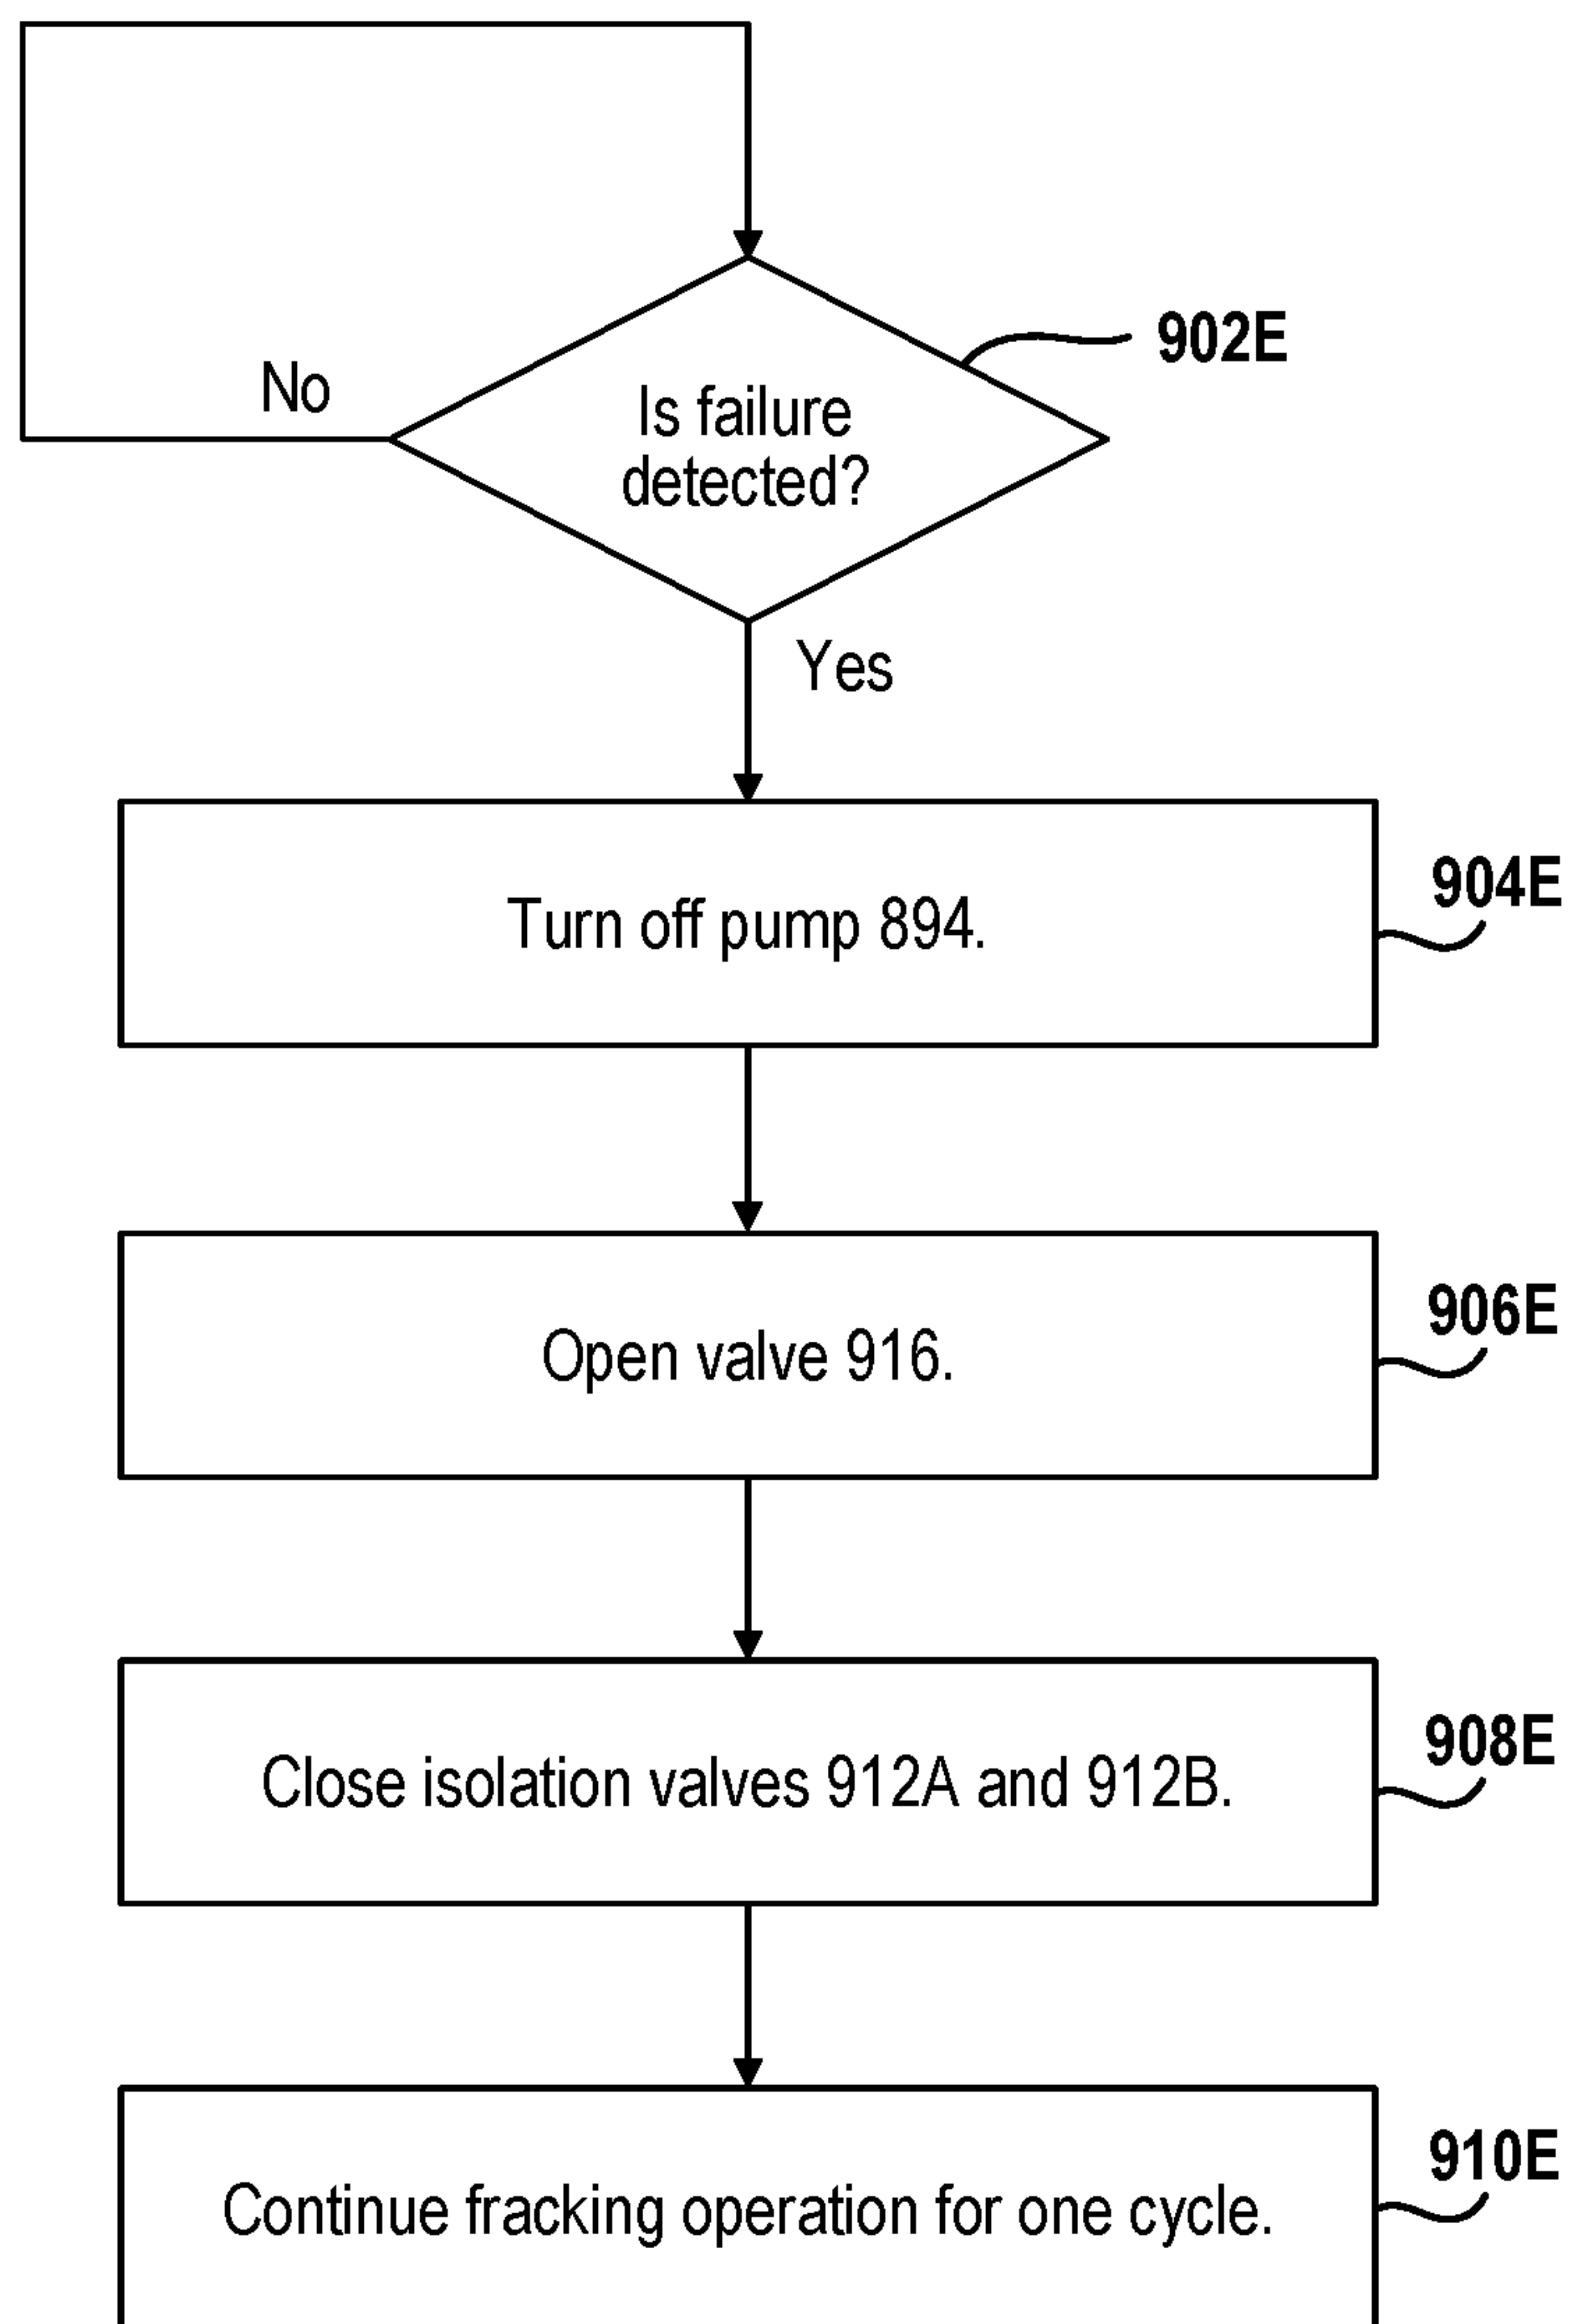 902E
No
Is failure
detected?
Yes
904E
Turn off pump 894.
906E
Open valve 916.
908E
Close isolation valves 912A and 912B.
910E
Continue fracking operation for one cycle.